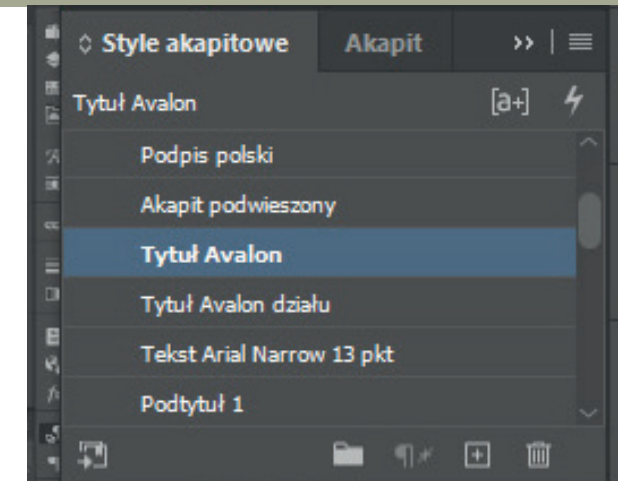 Style akapitowe Akapit
Tytuł Avalon [a+]
Podpis polski
Akapit podwieszony
Tytuł Avalon
Tytuł Avalon działu
Tekst Arial Narrow 13 pkt
Podtytuł 1